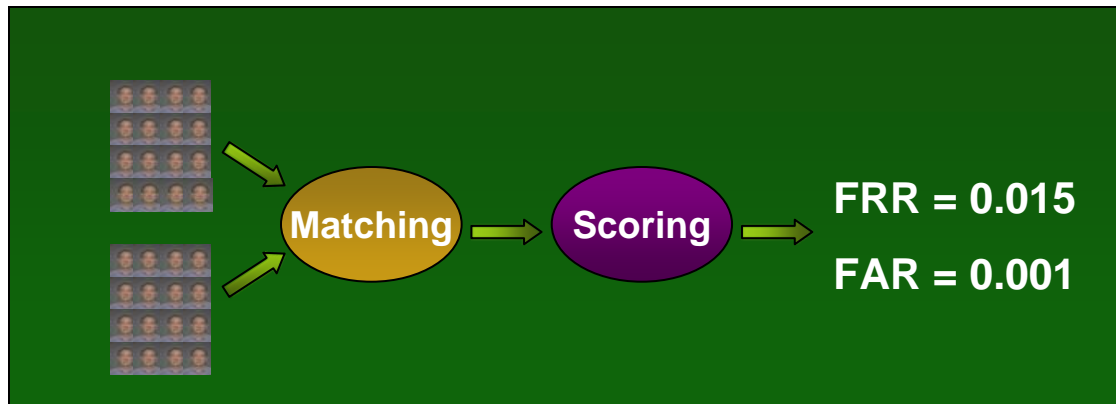 Matching
Scoring
FRR = 0.015
FAR = 0.001